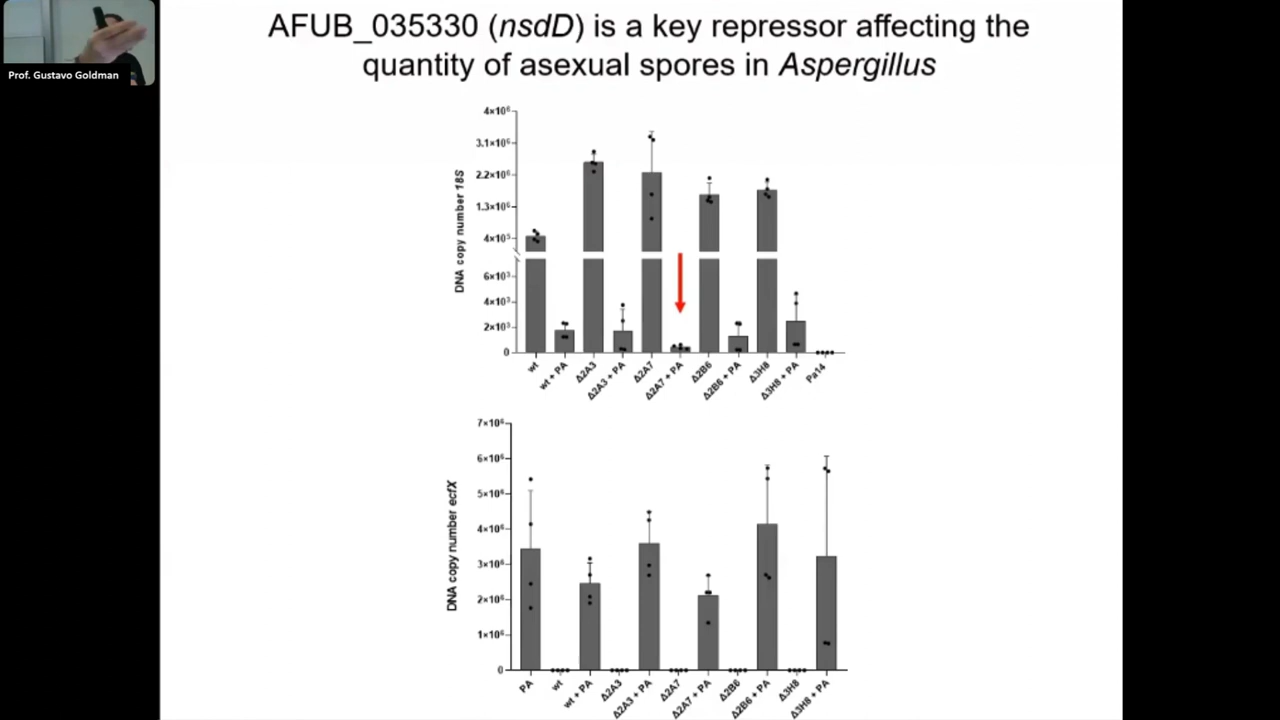 Prof. Gustavo Goldman
AFUB_035330 (nsdD) is a key repressor affecting the
quantity of asexual spores in Aspergillus
DNA copy number 18S
4×10⁶
3.1×10⁶
2.2×10⁶
1.3×10⁶
4×10⁵
6×10³
4×10³
2×10³
0
wt
wt + PA
Δ2A3
Δ2A3 + PA
Δ2A7
Δ2A7 + PA
Δ2B6
Δ2B6 + PA
Δ3H8
Δ3H8 + PA
Pa14
DNA copy number ecfX
7×10⁶
6×10⁶
5×10⁶
4×10⁶
3×10⁶
2×10⁶
1×10⁶
0
PA
wt
wt + PA
Δ2A3
Δ2A3 + PA
Δ2A7
Δ2A7 + PA
Δ2B6
Δ2B6 + PA
Δ3H8
Δ3H8 + PA